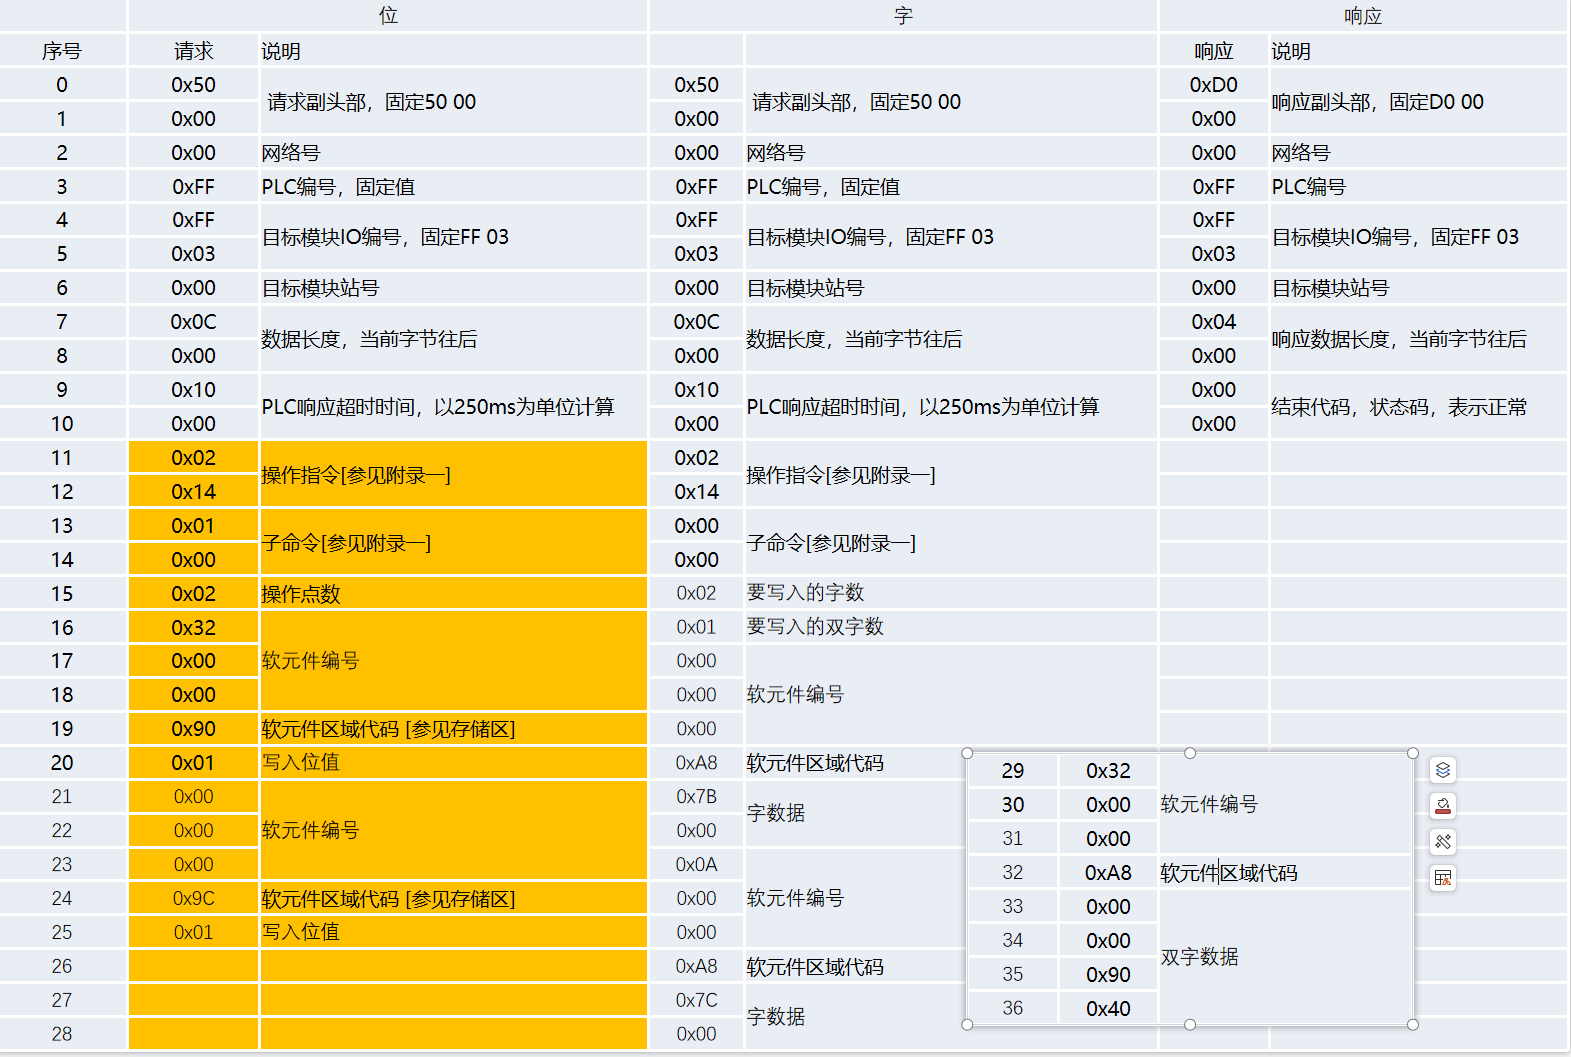 位 字 响应
序号 请求 说明 响应 说明
0 0x50 请求副头部，固定50 00 0x50 请求副头部，固定50 00 0xD0 响应副头部，固定D0 00
1 0x00 0x00 0x00
2 0x00 网络号 0x00 网络号 0x00 网络号
3 0xFF PLC编号，固定值 0xFF PLC编号，固定值 0xFF PLC编号
4 0xFF 目标模块IO编号，固定FF 03 0xFF 目标模块IO编号，固定FF 03 0xFF 目标模块IO编号，固定FF 03
5 0x03 0x03 0x03
6 0x00 目标模块站号 0x00 目标模块站号 0x00 目标模块站号
7 0x0C 数据长度，当前字节往后 0x0C 数据长度，当前字节往后 0x04 响应数据长度，当前字节往后
8 0x00 0x00 0x00
9 0x10 PLC响应超时时间，以250ms为单位计算 0x10 PLC响应超时时间，以250ms为单位计算 0x00 结束代码，状态码，表示正常
10 0x00 0x00 0x00
11 0x02 操作指令[参见附录一] 0x02 操作指令[参见附录一]
12 0x14 0x14
13 0x01 子命令[参见附录一] 0x00 子命令[参见附录一]
14 0x00 0x00
15 0x02 操作点数 0x02 要写入的字数
16 0x32 软元件编号 0x01 要写入的双字数
17 0x00 0x00 软元件编号
18 0x00 0x00
19 0x90 软元件区域代码 [参见存储区] 0x00
20 0x01 写入位值 0xA8 软元件区域代码
21 0x00 软元件编号 0x7B 字数据
22 0x00 0x00
23 0x00 0x0A 软元件编号
24 0x9C 软元件区域代码 [参见存储区] 0x00
25 0x01 写入位值 0x00
26 0xA8 软元件区域代码
27 0x7C 字数据
28 0x00
29 0x32 软元件编号
30 0x00
31 0x00
32 0xA8 软元件区域代码
33 0x00 双字数据
34 0x00
35 0x90
36 0x40